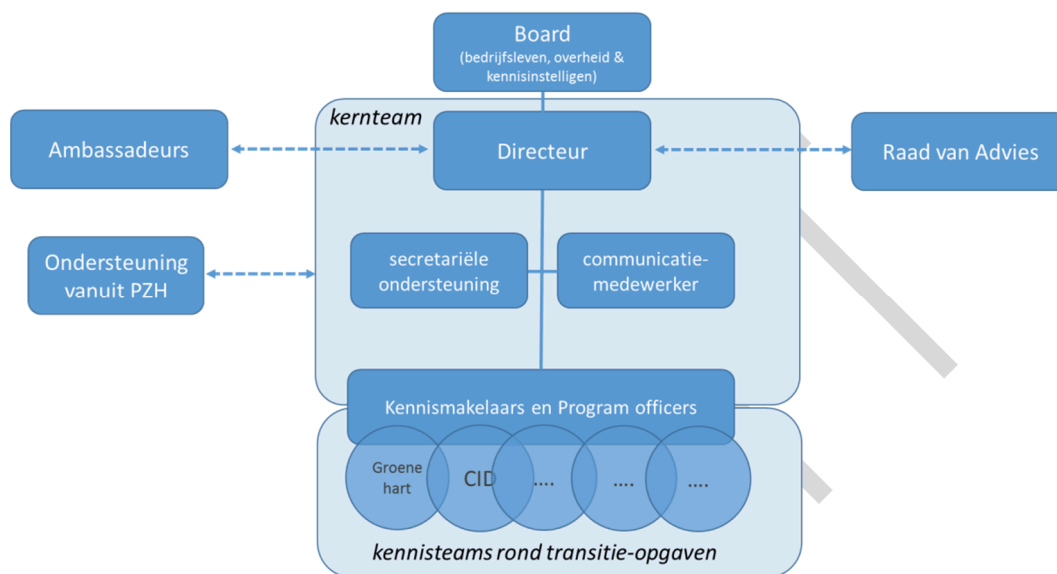 Board
(bedrijfsleven, overheid &
kennisinstelligen)
kernteam
Ambassadeurs
Directeur
Raad van Advies
Ondersteuning
vanuit PZH
secretariële
ondersteuning
communicatie-
medewerker
Kennismakelaars en Program officers
Groene
hart
CID
....
....
....
kennisteams rond transitie-opgaven